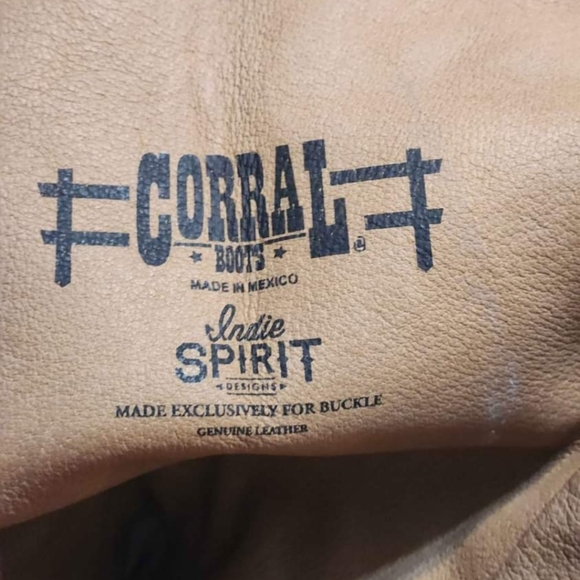 CORRAL
BOOTS
MADE IN MEXICO
Indie
SPIRIT
DESIGNS
MADE EXCLUSIVELY FOR BUCKLE
GENUINE LEATHER